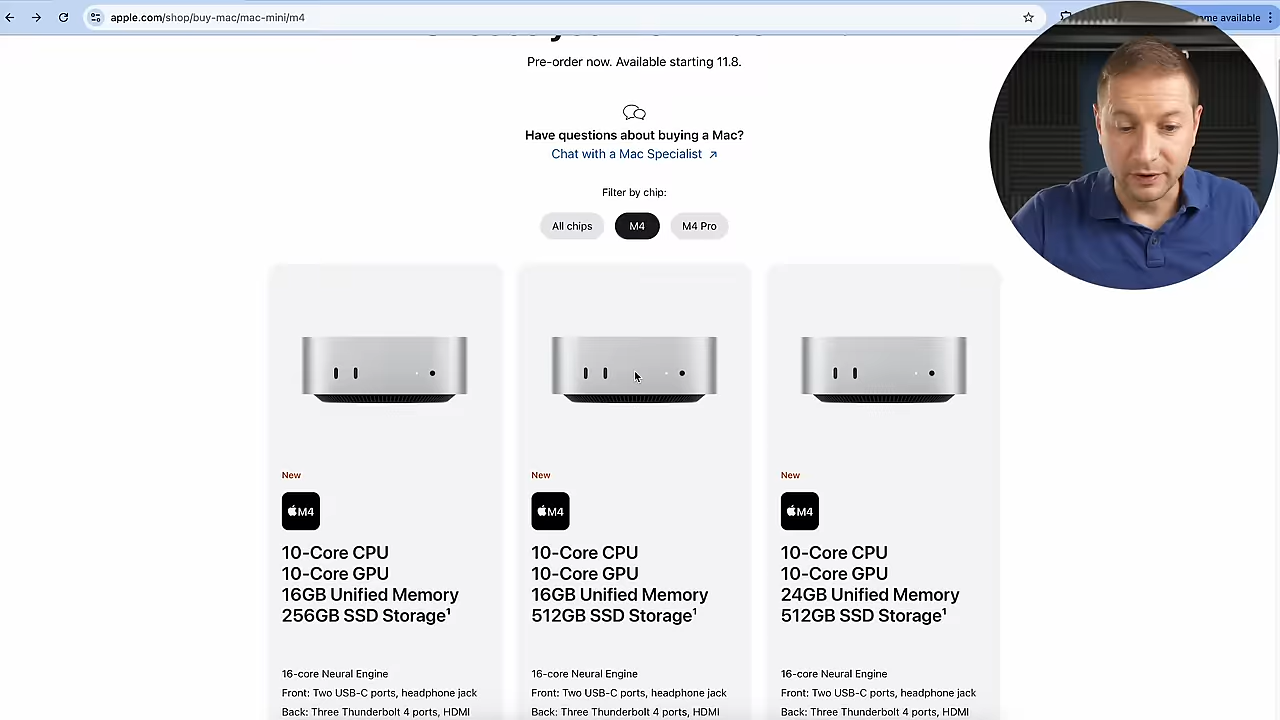 apple.com/shop/buy-mac/mac-mini/m4
ome available
Pre-order now. Available starting 11.8.
Have questions about buying a Mac?
Chat with a Mac Specialist ↗
Filter by chip:
All chips
M4
M4 Pro
New
M4
10-Core CPU
10-Core GPU
16GB Unified Memory
256GB SSD Storage¹
16-core Neural Engine
Front: Two USB-C ports, headphone jack
Back: Three Thunderbolt 4 ports, HDMI
New
M4
10-Core CPU
10-Core GPU
16GB Unified Memory
512GB SSD Storage¹
16-core Neural Engine
Front: Two USB-C ports, headphone jack
Back: Three Thunderbolt 4 ports, HDMI
New
M4
10-Core CPU
10-Core GPU
24GB Unified Memory
512GB SSD Storage¹
16-core Neural Engine
Front: Two USB-C ports, headphone jack
Back: Three Thunderbolt 4 ports, HDMI